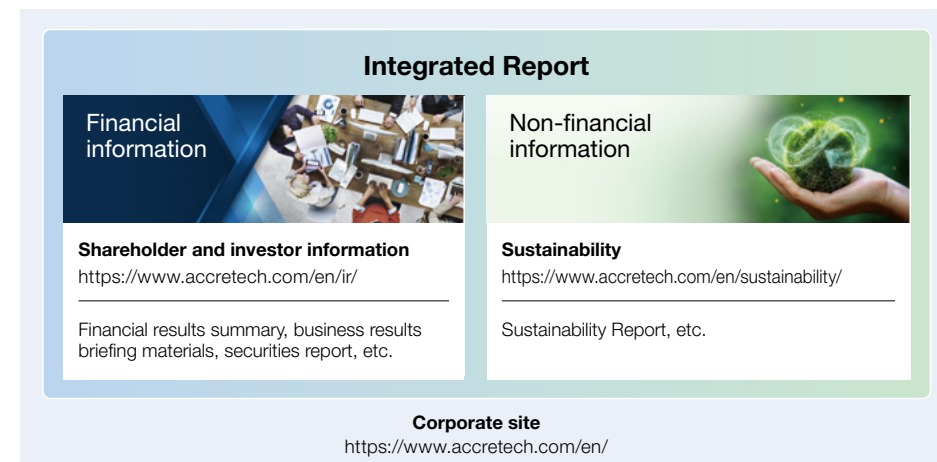 Integrated Report
Financial
information
Shareholder and investor information
https://www.accretech.com/en/ir/
Financial results summary, business results
briefing materials, securities report, etc.
Non-financial
information
Sustainability
https://www.accretech.com/en/sustainability/
Sustainability Report, etc.
Corporate site
https://www.accretech.com/en/